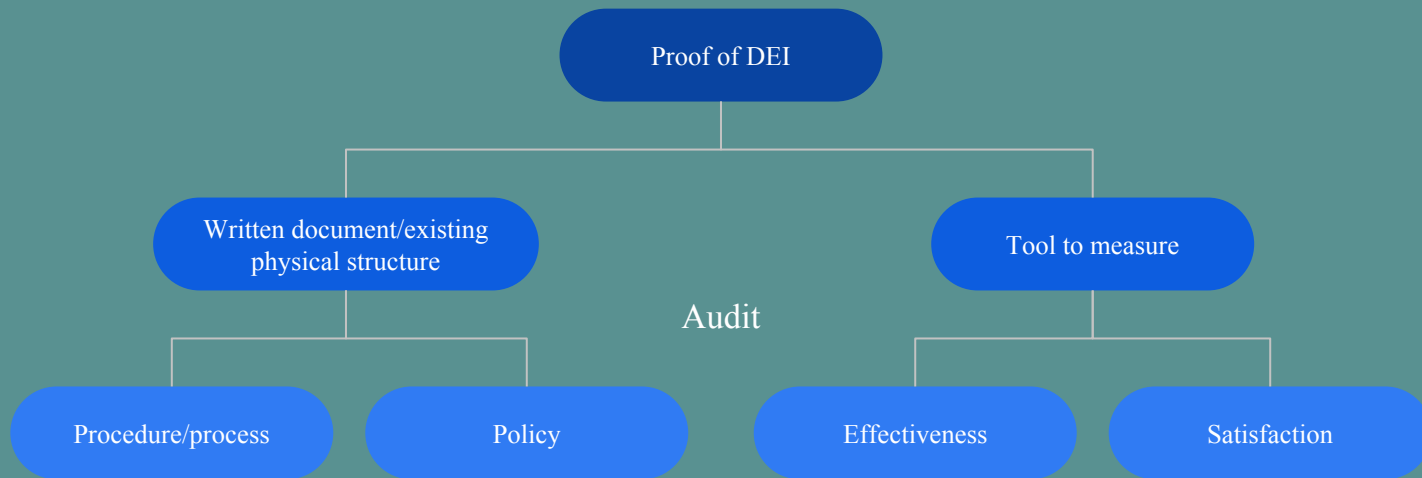 Proof of DEI
Written document/existing
physical structure
Tool to measure
Audit
Procedure/process
Policy
Effectiveness
Satisfaction